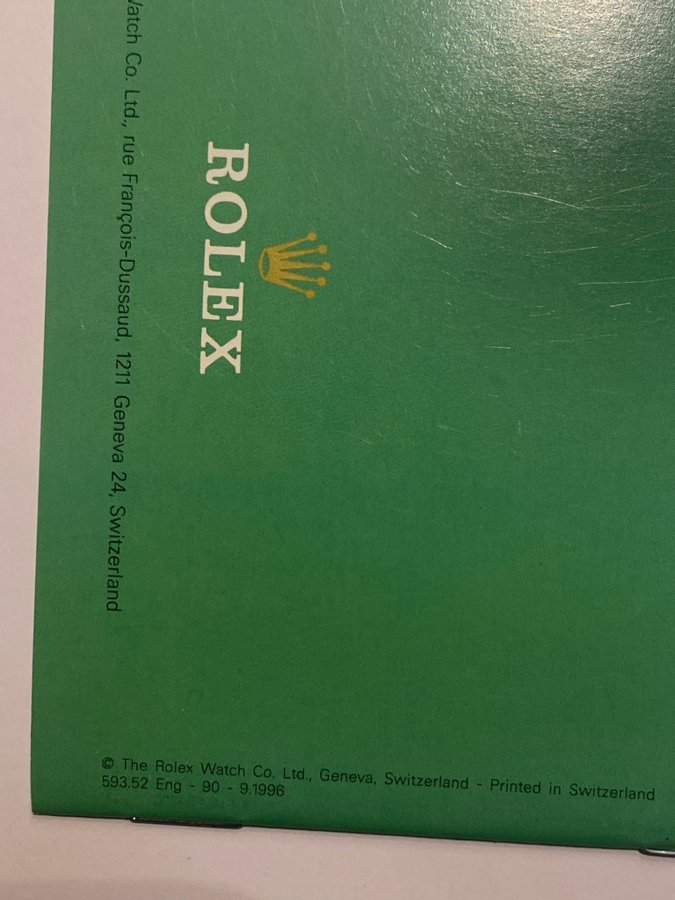 ROLEX
Watch Co. Ltd., rue François-Dussaud, 1211 Geneva 24, Switzerland
© The Rolex Watch Co. Ltd., Geneva, Switzerland - Printed in Switzerland
593.52 Eng - 90 - 9.1996